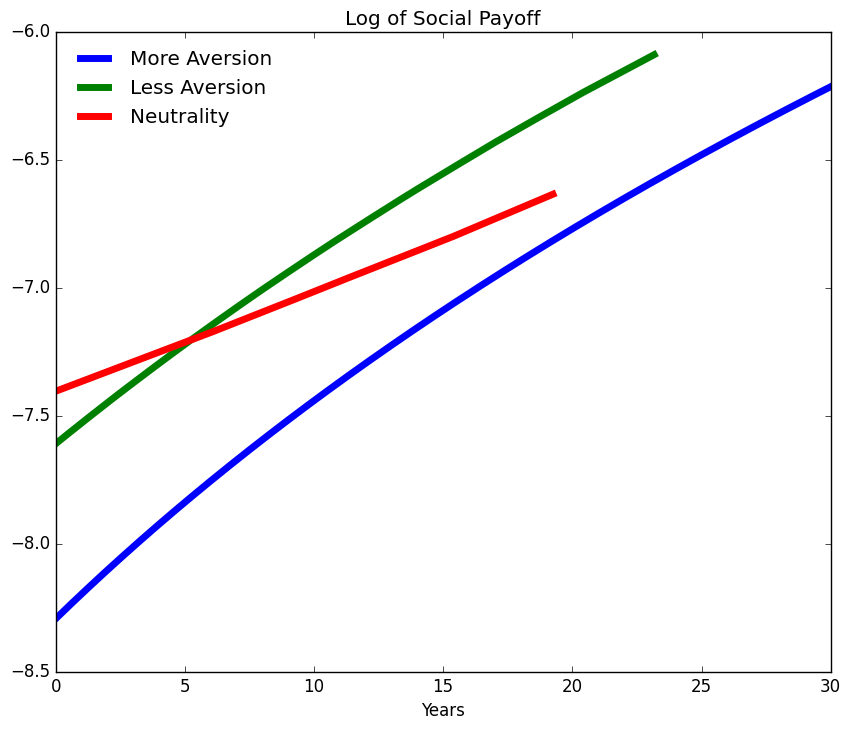 Log of Social Payoff
More Aversion
Less Aversion
Neutrality
−6.0
−6.5
−7.0
−7.5
−8.0
−8.5
0 5 10 15 20 25 30
Years